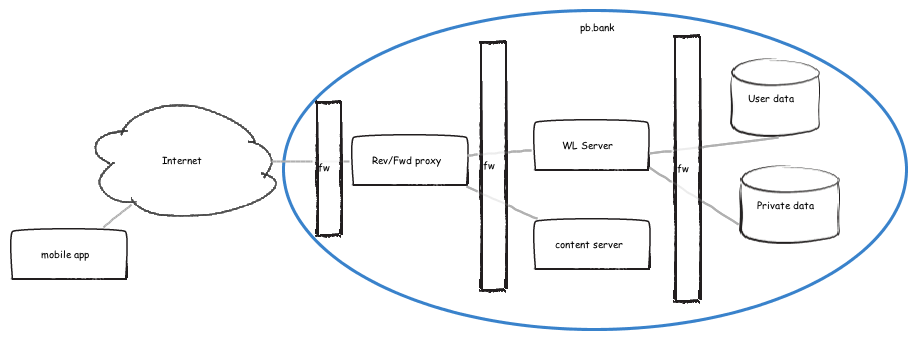 pb.bank
Internet
mobile app
fw
Rev/Fwd proxy
fw
WL Server
content server
fw
User data
Private data